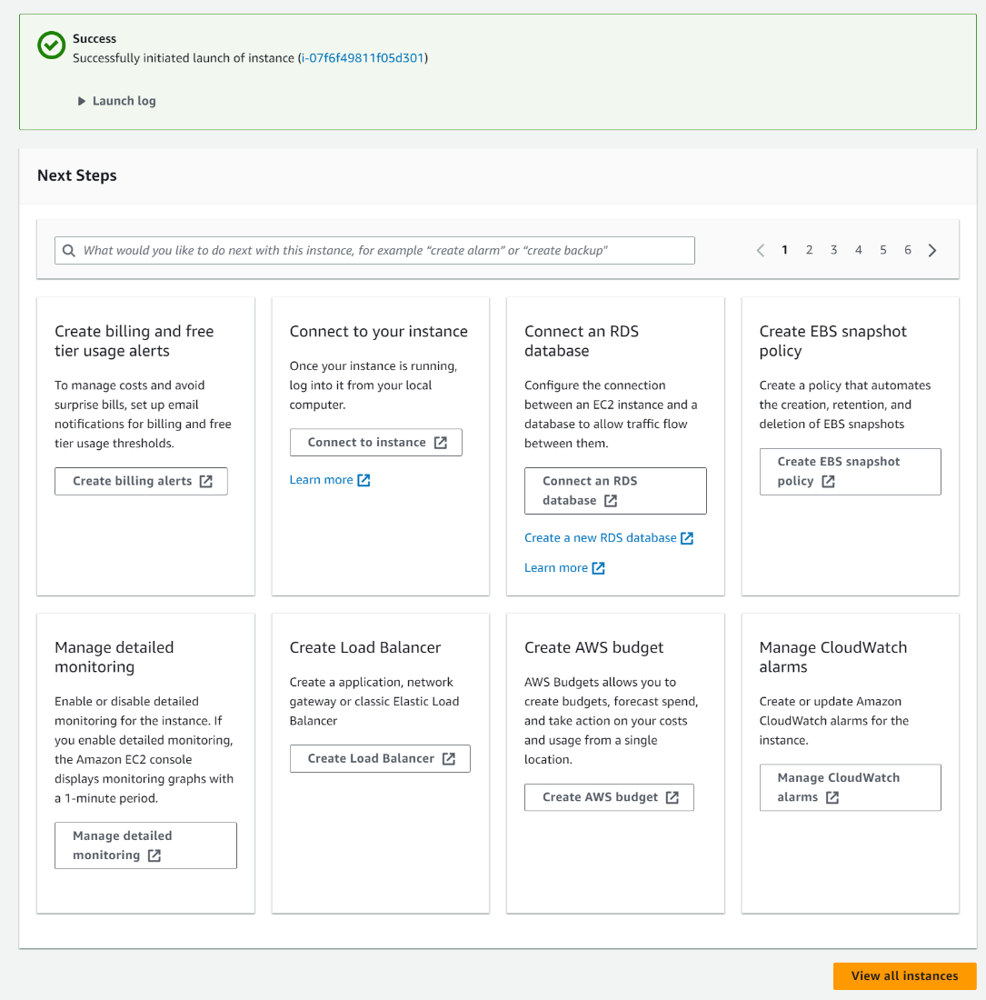 Success
Successfully initiated launch of instance (i-07f6f49811f05d301)
Launch log
Next Steps
What would you like to do next with this instance, for example “create alarm” or “create backup"
1 2 3 4 5 6
Create billing and free
tier usage alerts
To manage costs and avoid
surprise bills, set up email
notifications for billing and free
tier usage thresholds.
Create billing alerts
Connect to your instance
Once your instance is running,
log into it from your local
computer.
Connect to instance
Learn more
Connect an RDS
database
Configure the connection
between an EC2 instance and a
database to allow traffic flow
between them.
Connect an RDS
database
Create a new RDS database
Learn more
Create EBS snapshot
policy
Create a policy that automates
the creation, retention, and
deletion of EBS snapshots
Create EBS snapshot
policy
Manage detailed
monitoring
Enable or disable detailed
monitoring for the instance. If
you enable detailed monitoring,
the Amazon EC2 console
displays monitoring graphs with
a 1-minute period.
Manage detailed
monitoring
Create Load Balancer
Create a application, network
gateway or classic Elastic Load
Balancer
Create Load Balancer
Create AWS budget
AWS Budgets allows you to
create budgets, forecast spend,
and take action on your costs
and usage from a single
location.
Create AWS budget
Manage CloudWatch
alarms
Create or update Amazon
CloudWatch alarms for the
instance.
Manage CloudWatch
alarms
View all instances